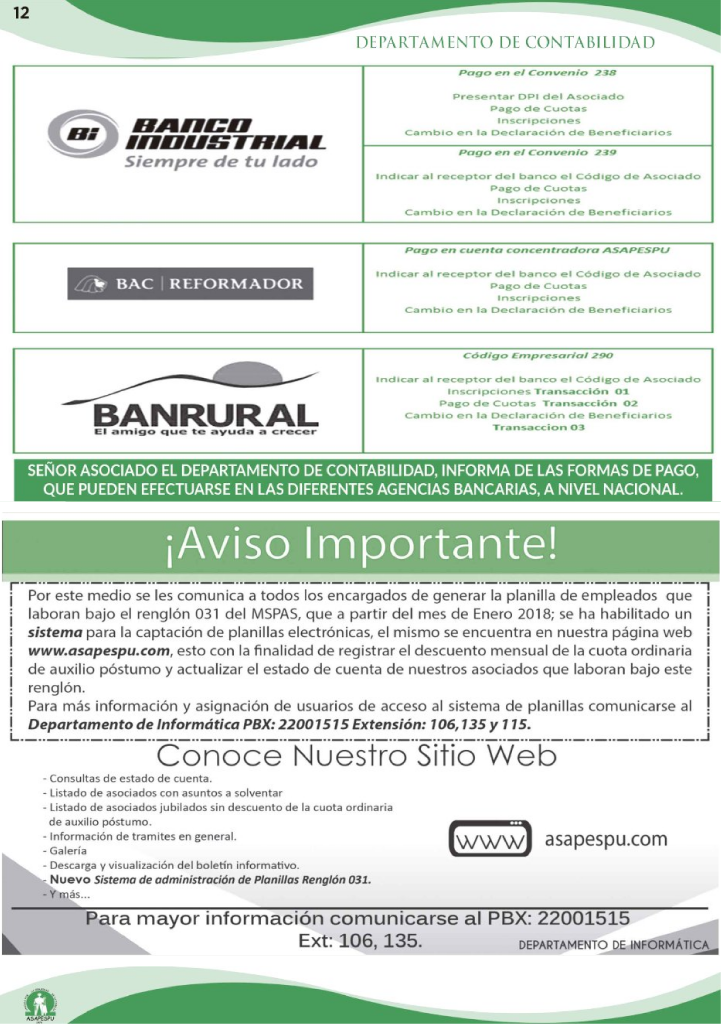 12
DEPARTAMENTO DE CONTABILIDAD
Bi BANCO
INDUSTRIAL
Siempre de tu lado
Pago en el Convenio 238
Presentar DPI del Asociado
Pago de Cuotas
Inscripciones
Cambio en la Declaración de Beneficiarios
Pago en el Convenio 239
Indicar al receptor del banco el Código de Asociado
Pago de Cuotas
Inscripciones
Cambio en la Declaración de Beneficiarios
BAC | REFORMADOR
Pago en cuenta concentradora ASAPESPU
Indicar al receptor del banco el Código de Asociado
Pago de Cuotas
Inscripciones
Cambio en la Declaración de Beneficiarios
BANRURAL
El amigo que te ayuda a crecer
Código Empresarial 290
Indicar al receptor del banco el Código de Asociado
Inscripciones Transacción 01
Pago de Cuotas Transacción 02
Cambio en la Declaración de Beneficiarios
Transaccion 03
SEÑOR ASOCIADO EL DEPARTAMENTO DE CONTABILIDAD, INFORMA DE LAS FORMAS DE PAGO,
QUE PUEDEN EFECTUARSE EN LAS DIFERENTES AGENCIAS BANCARIAS, A NIVEL NACIONAL.
¡Aviso Importante!
Por este medio se les comunica a todos los encargados de generar la planilla de empleados que
laboran bajo el renglón 031 del MSPAS, que a partir del mes de Enero 2018; se ha habilitado un
sistema para la captación de planillas electrónicas, el mismo se encuentra en nuestra página web
www.asapespu.com, esto con la finalidad de registrar el descuento mensual de la cuota ordinaria
de auxilio póstumo y actualizar el estado de cuenta de nuestros asociados que laboran bajo este
renglón.
Para más información y asignación de usuarios de acceso al sistema de planillas comunicarse al
Departamento de Informática PBX: 22001515 Extensión: 106,135 y 115.
Conoce Nuestro Sitio Web
- Consultas de estado de cuenta.
- Listado de asociados con asuntos a solventar
- Listado de asociados jubilados sin descuento de la cuota ordinaria
de auxilio póstumo.
- Información de tramites en general.
- Galería
- Descarga y visualización del boletín informativo.
- Nuevo Sistema de administración de Planillas Renglón 031.
- Y más...
www asapespu.com
Para mayor información comunicarse al PBX: 22001515
Ext: 106, 135.
DEPARTAMENTO DE INFORMÁTICA
ASAPESPU